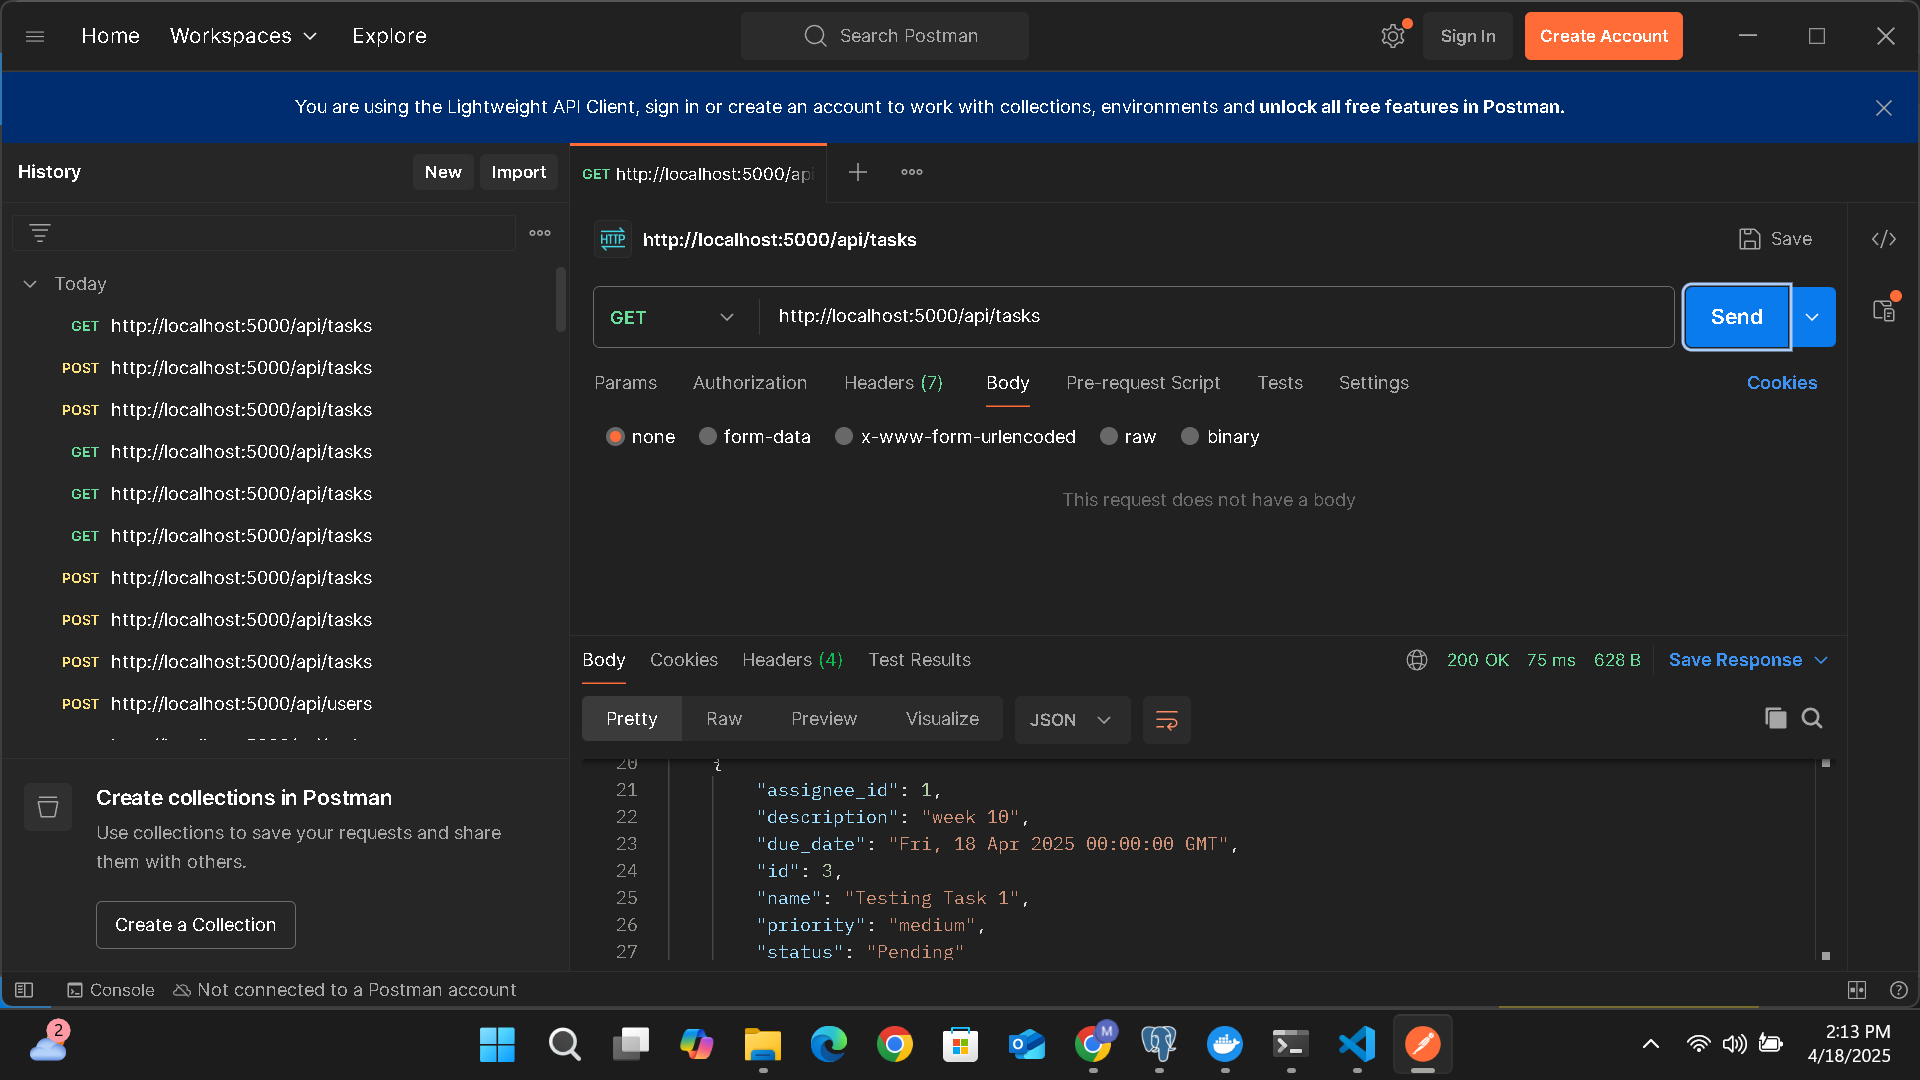 Home Workspaces Explore Search Postman Sign In Create Account
You are using the Lightweight API Client, sign in or create an account to work with collections, environments and unlock all free features in Postman.
History New Import
GET http://localhost:5000/api
HTTP http://localhost:5000/api/tasks Save
Today
GET http://localhost:5000/api/tasks
POST http://localhost:5000/api/tasks
POST http://localhost:5000/api/tasks
GET http://localhost:5000/api/tasks
GET http://localhost:5000/api/tasks
GET http://localhost:5000/api/tasks
POST http://localhost:5000/api/tasks
POST http://localhost:5000/api/tasks
POST http://localhost:5000/api/tasks
POST http://localhost:5000/api/users
Create collections in Postman
Use collections to save your requests and share
them with others.
Create a Collection
GET http://localhost:5000/api/tasks Send
Params Authorization Headers (7) Body Pre-request Script Tests Settings Cookies
none form-data x-www-form-urlencoded raw binary
This request does not have a body
Body Cookies Headers (4) Test Results 200 OK 75 ms 628 B Save Response
Pretty Raw Preview Visualize JSON
20 {
21 "assignee_id": 1,
22 "description": "week 10",
23 "due_date": "Fri, 18 Apr 2025 00:00:00 GMT",
24 "id": 3,
25 "name": "Testing Task 1",
26 "priority": "medium",
27 "status": "Pending"
Console Not connected to a Postman account
2
M
2:13 PM
4/18/2025